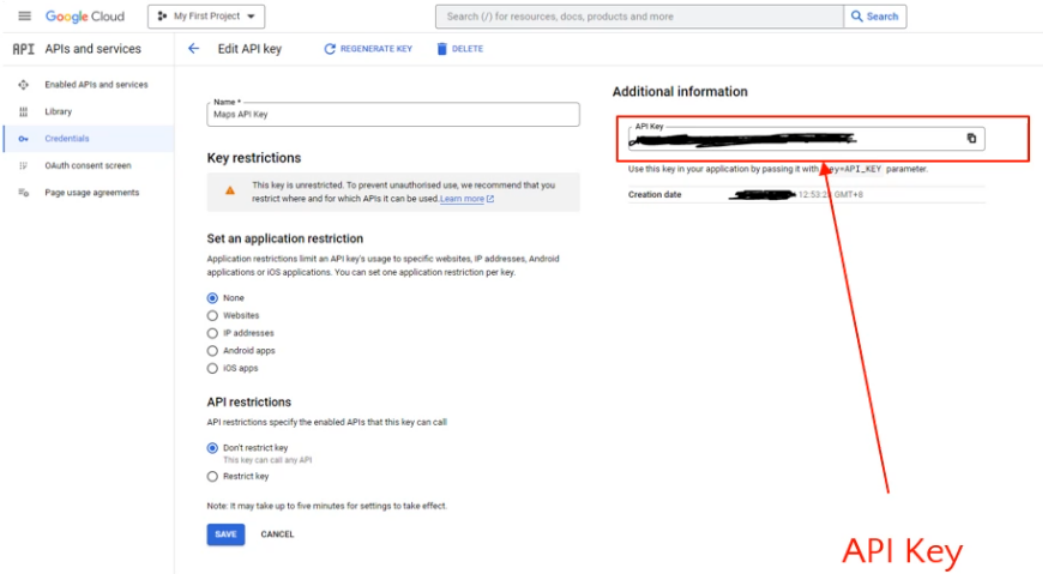 Google Cloud
My First Project
Search (/) for resources, docs, products and more
Search
API APIs and services
Edit API key
REGENERATE KEY
DELETE
Enabled APIs and services
Library
Credentials
OAuth consent screen
Page usage agreements
Name *
Maps API Key
Key restrictions
This key is unrestricted. To prevent unauthorised use, we recommend that you
restrict where and for which APIs it can be used. Learn more
Set an application restriction
Application restrictions limit an API key's usage to specific websites, IP addresses, Android
applications or iOS applications. You can set one application restriction per key.
None
Websites
IP addresses
Android apps
iOS apps
API restrictions
API restrictions specify the enabled APIs that this key can call
Don't restrict key
This key can call any API
Restrict key
Note: It may take up to five minutes for settings to take effect.
SAVE
CANCEL
Additional information
API Key
Use this key in your application by passing it with key=API_KEY parameter.
Creation date
GMT+8
API Key